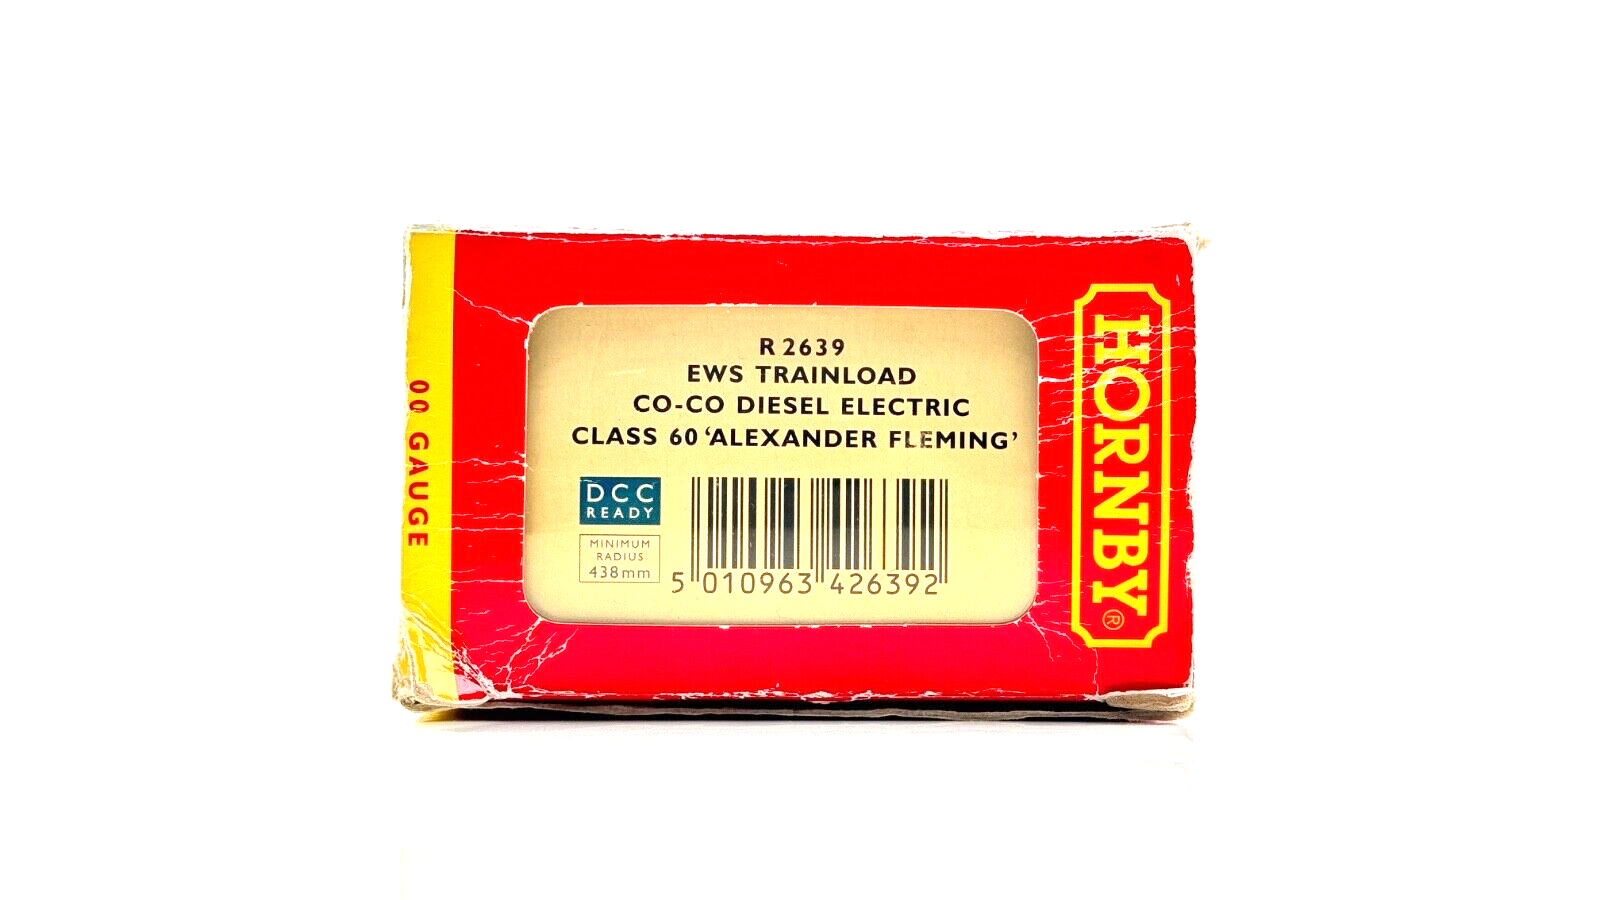 R 2639
EWS TRAINLOAD
CO-CO DIESEL ELECTRIC
CLASS 60 ‘ALEXANDER FLEMING’
DCC
READY
MINIMUM
RADIUS
438mm
5 010963 426392
00 GAUGE
HORNBY®